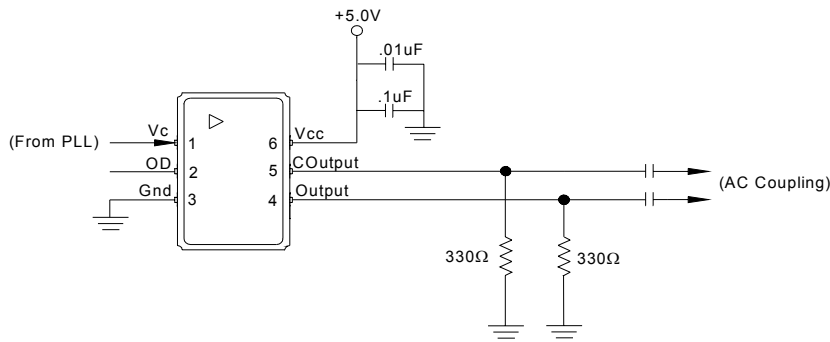 +5.0V
.01uF
.1uF
(From PLL)
Vc
1
6
Vcc
OD
2
5
COutput
Gnd
3
4
Output
(AC Coupling)
330Ω
330Ω